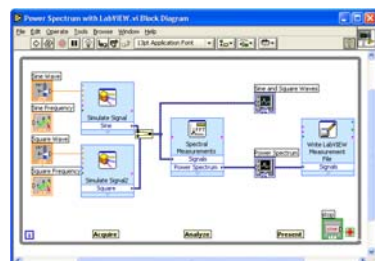 Power Spectrum with LabVIEW.vi Block Diagram
File Edit Operate Tools Browse Window Help
13pt Application Font
Sine Wave
Sine Frequency
Simulate Signal
Sine
Square Wave
Square Frequency
Simulate Signal2
Square
Sine and Square Waves
Spectral
Measurements
Signals
Power Spectrum
Power Spectrum
Write LabVIEW
Measurement
File
Signals
stop
i
Acquire
Analyze
Present